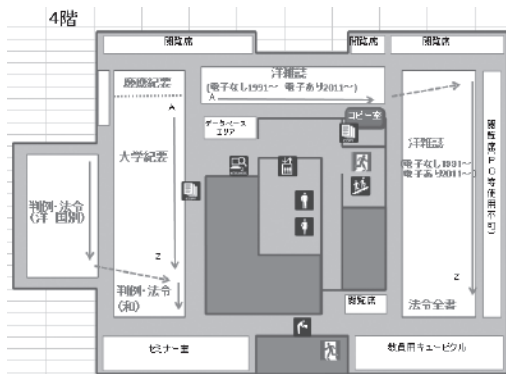 4階
閲覧席
閲覧席
閲覧席
慶應紀要
洋雑誌
(電子なし1991～ 電子あり2011～)
A
A
コピー室
データベース
エリア
大学紀要
洋雑誌
(電子なし1991～
電子あり2011～)
閲覧席(PC等使用不可)
判例・法令
(洋 国別)
Z
Z
判例・法令
(和)
閲覧席
法令全書
セミナー室
教員用キュービクル